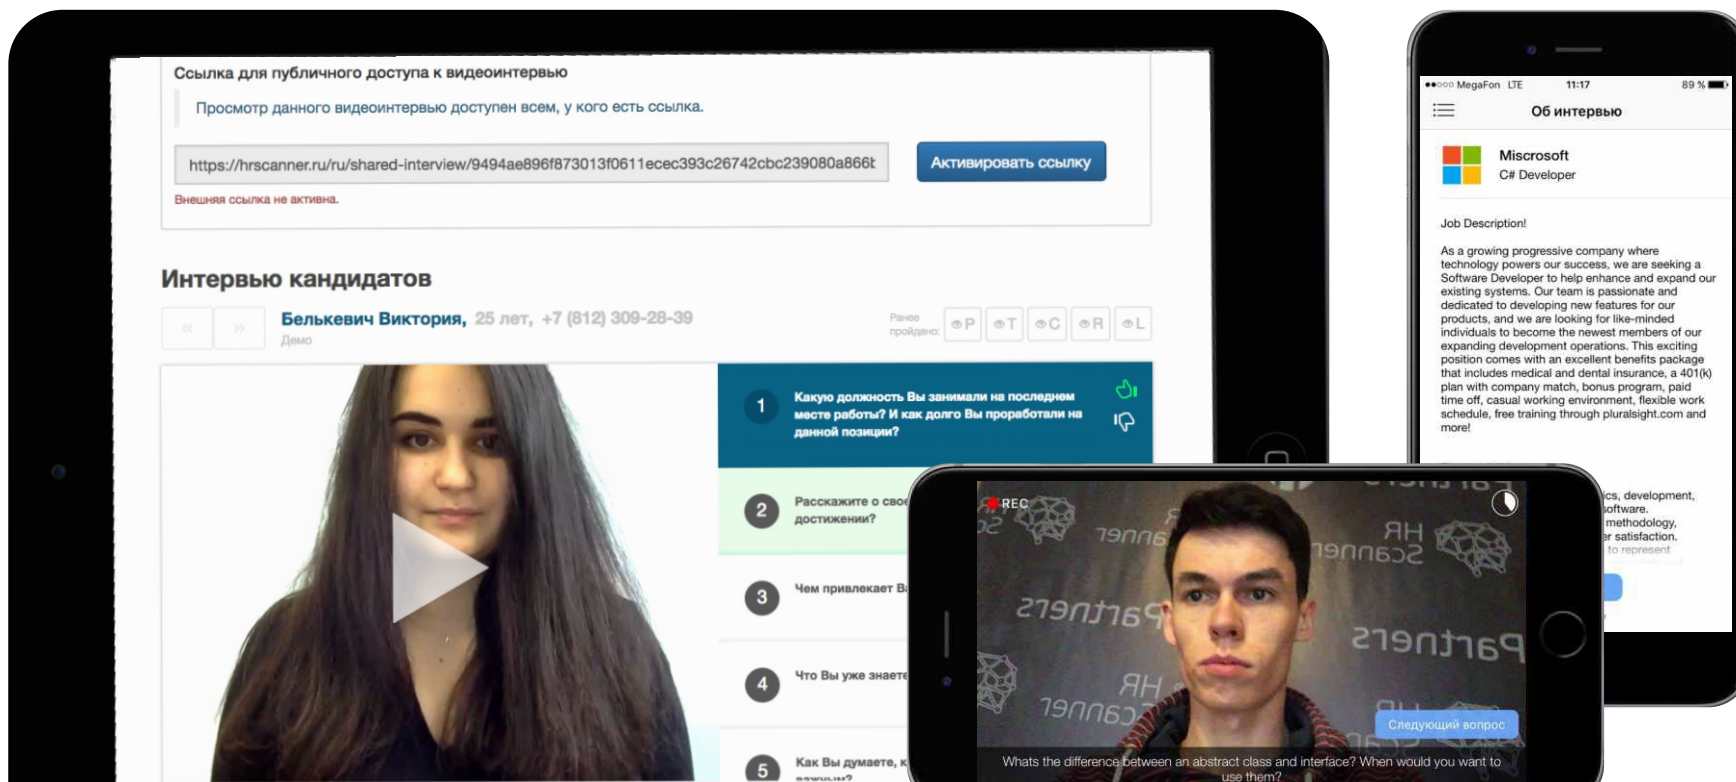 Ссылка для публичного доступа к видеоинтервью
Просмотр данного видеоинтервью доступен всем, у кого есть ссылка.
https://hrscanner.ru/ru/shared-interview/9494ae896f873013f0611ecec393c26742cbc239080a866b
Активировать ссылку
Внешняя ссылка не активна.
Интервью кандидатов
« »
Белькевич Виктория, 25 лет, +7 (812) 309-28-39
Демо
Ранее
пройдено:
P T C R L
1
Какую должность Вы занимали на последнем
месте работы? И как долго Вы проработали на
данной позиции?
2
Расскажите о
достижении?
3
Чем привлекает
4
Что Вы уже знаете
5
Как Вы думаете,
важным?
MegaFon LTE 11:17 89 %
Об интервью
Miscrosoft
C# Developer
Job Description!
As a growing progressive company where
technology powers our success, we are seeking a
Software Developer to help enhance and expand our
existing systems. Our team is passionate and
dedicated to developing new features for our
products, and we are looking for like-minded
individuals to become the newest members of our
expanding development operations. This exciting
position comes with an excellent benefits package
that includes medical and dental insurance, a 401(k)
plan with company match, bonus program, paid
time off, casual working environment, flexible work
schedule, free training through pluralsight.com and
more!
development,
software.
methodology,
satisfaction.
to represent
REC
Partners
HR
Scanner
Partners
Partners
HR
Scanner
HR
Следующий вопрос
Whats the difference between an abstract class and interface? When would you want to
use them?